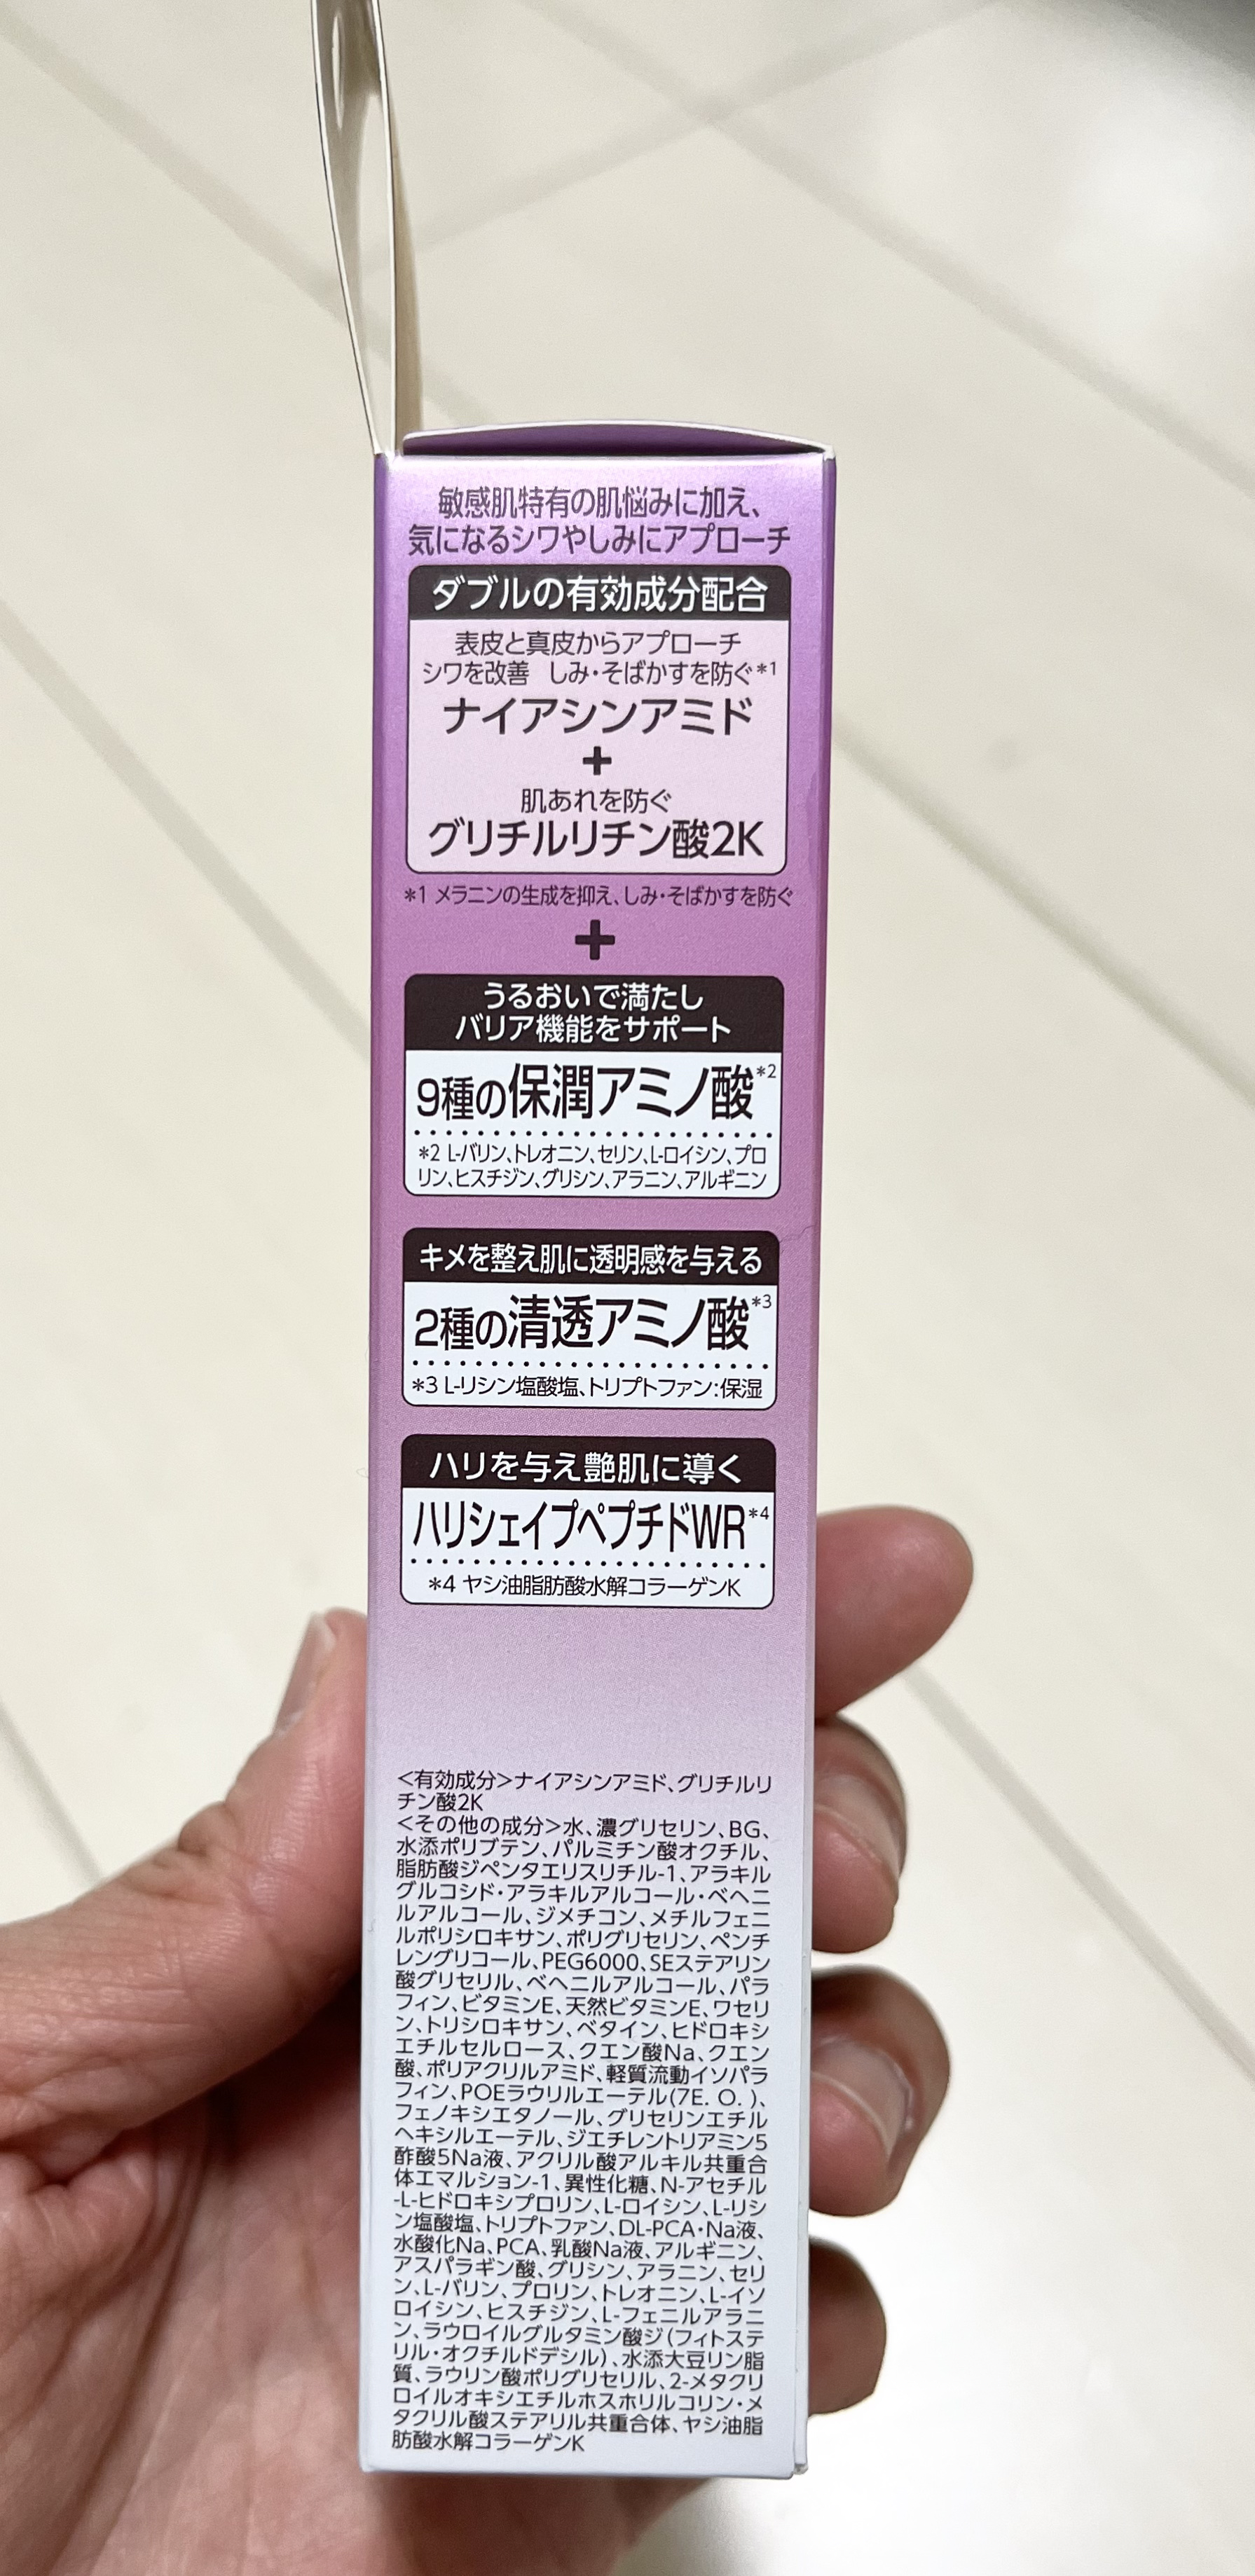 敏感肌特有の肌悩みに加え、
気になるシワやしみにアプローチ
ダブルの有効成分配合
表皮と真皮からアプローチ
シワを改善 しみ・そばかすを防ぐ*1
ナイアシンアミド
+
肌あれを防ぐ
グリチルリチン酸2K
*1 メラニンの生成を抑え、しみ・そばかすを防ぐ
+
うるおいで満たし
バリア機能をサポート
9種の保潤アミノ酸*2
*2 L-バリン、トレオニン、セリン、L-ロイシン、プロ
リン、ヒスチジン、グリシン、アラニン、アルギニン
キメを整え肌に透明感を与える
2種の清透アミノ酸*3
*3 L-リシン塩酸塩、トリプトファン:保湿
ハリを与え艶肌に導く
ハリシェイプペプチドWR*4
*4 ヤシ油脂肪酸水解コラーゲンK
<有効成分>ナイアシンアミド、グリチルリ
チン酸2K
<その他の成分>水、濃グリセリン、BG、
水添ポリブテン、パルミチン酸オクチル、
脂肪酸ジペンタエリスリチル-1、アラキル
グルコシド・アラキルアルコール・ベヘニ
ルアルコール、ジメチコン、メチルフェニ
ルポリシロキサン、ポリグリセリン、ペンチ
レングリコール、PEG6000、SEステアリン
酸グリセリル、ベヘニルアルコール、パラ
フィン、ビタミンE、天然ビタミンE、ワセリ
ン、トリシロキサン、ベタイン、ヒドロキシ
エチルセルロース、クエン酸Na、クエン
酸、ポリアクリルアミド、軽質流動イソパラ
フィン、POEラウリルエーテル(7E. O. )、
フェノキシエタノール、グリセリンエチル
ヘキシルエーテル、ジエチレントリアミン5
酢酸5Na液、アクリル酸アルキル共重合
体エマルション-1、異性化糖、N-アセチル
-L-ヒドロキシプロリン、L-ロイシン、L-リシ
ン塩酸塩、トリプトファン、DL-PCA・Na液、
水酸化Na、PCA、乳酸Na液、アルギニン、
アスパラギン酸、グリシン、アラニン、セリ
ン、L-バリン、プロリン、トレオニン、L-イソ
ロイシン、ヒスチジン、L-フェニルアラニ
ン、ラウロイルグルタミン酸ジ(フィトステ
リル・オクチルドデシル)、水添大豆リン脂
質、ラウリン酸ポリグリセリル、2-メタクリ
ロイルオキシエチルホスホリルコリン・メ
タクリル酸ステアリル共重合体、ヤシ油脂
肪酸水解コラーゲンK